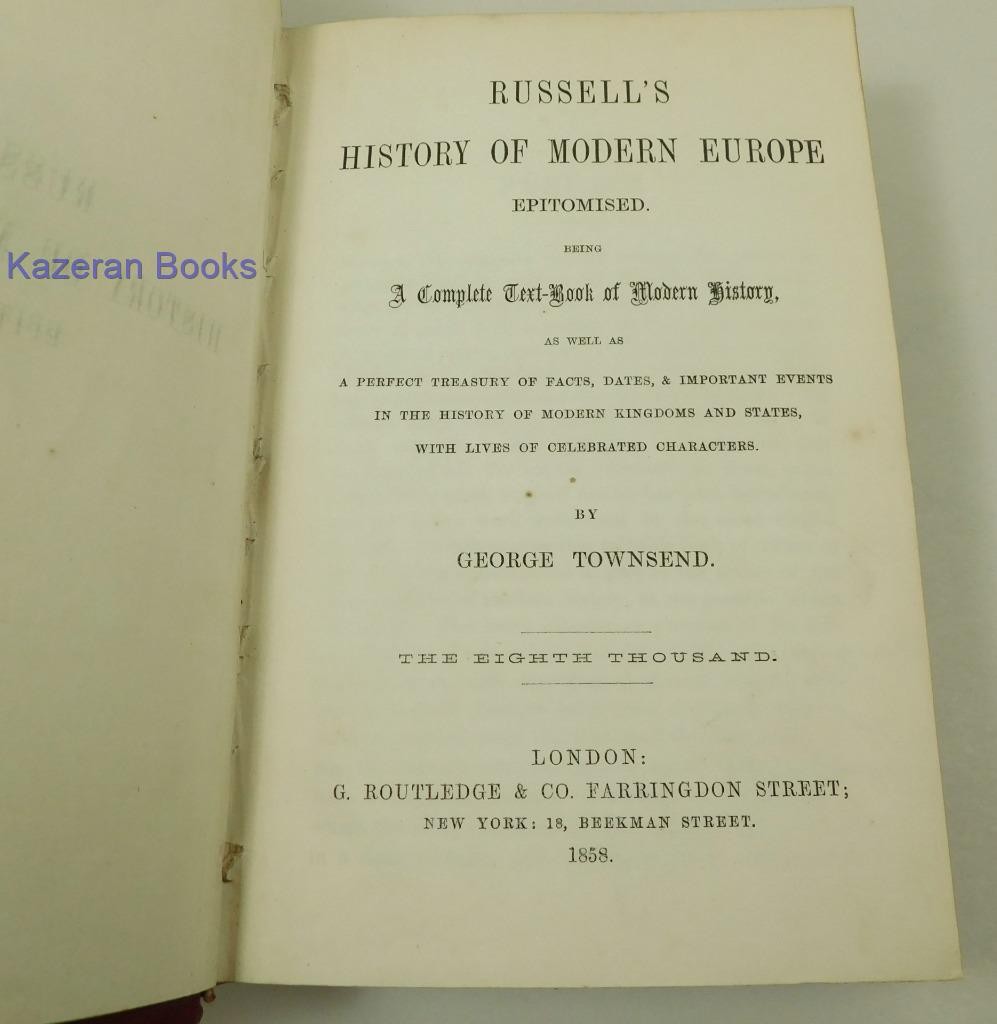 RUSSELL'S
HISTORY OF MODERN EUROPE
EPITOMISED.
BEING
A Complete Text-Book of Modern History,
AS WELL AS
A PERFECT TREASURY OF FACTS, DATES, & IMPORTANT EVENTS
IN THE HISTORY OF MODERN KINGDOMS AND STATES,
WITH LIVES OF CELEBRATED CHARACTERS.
BY
GEORGE TOWNSEND.
THE EIGHTH THOUSAND.
LONDON:
G. ROUTLEDGE & CO. FARRINGDON STREET;
NEW YORK: 18, BEEKMAN STREET.
1858.
Kazeran Books